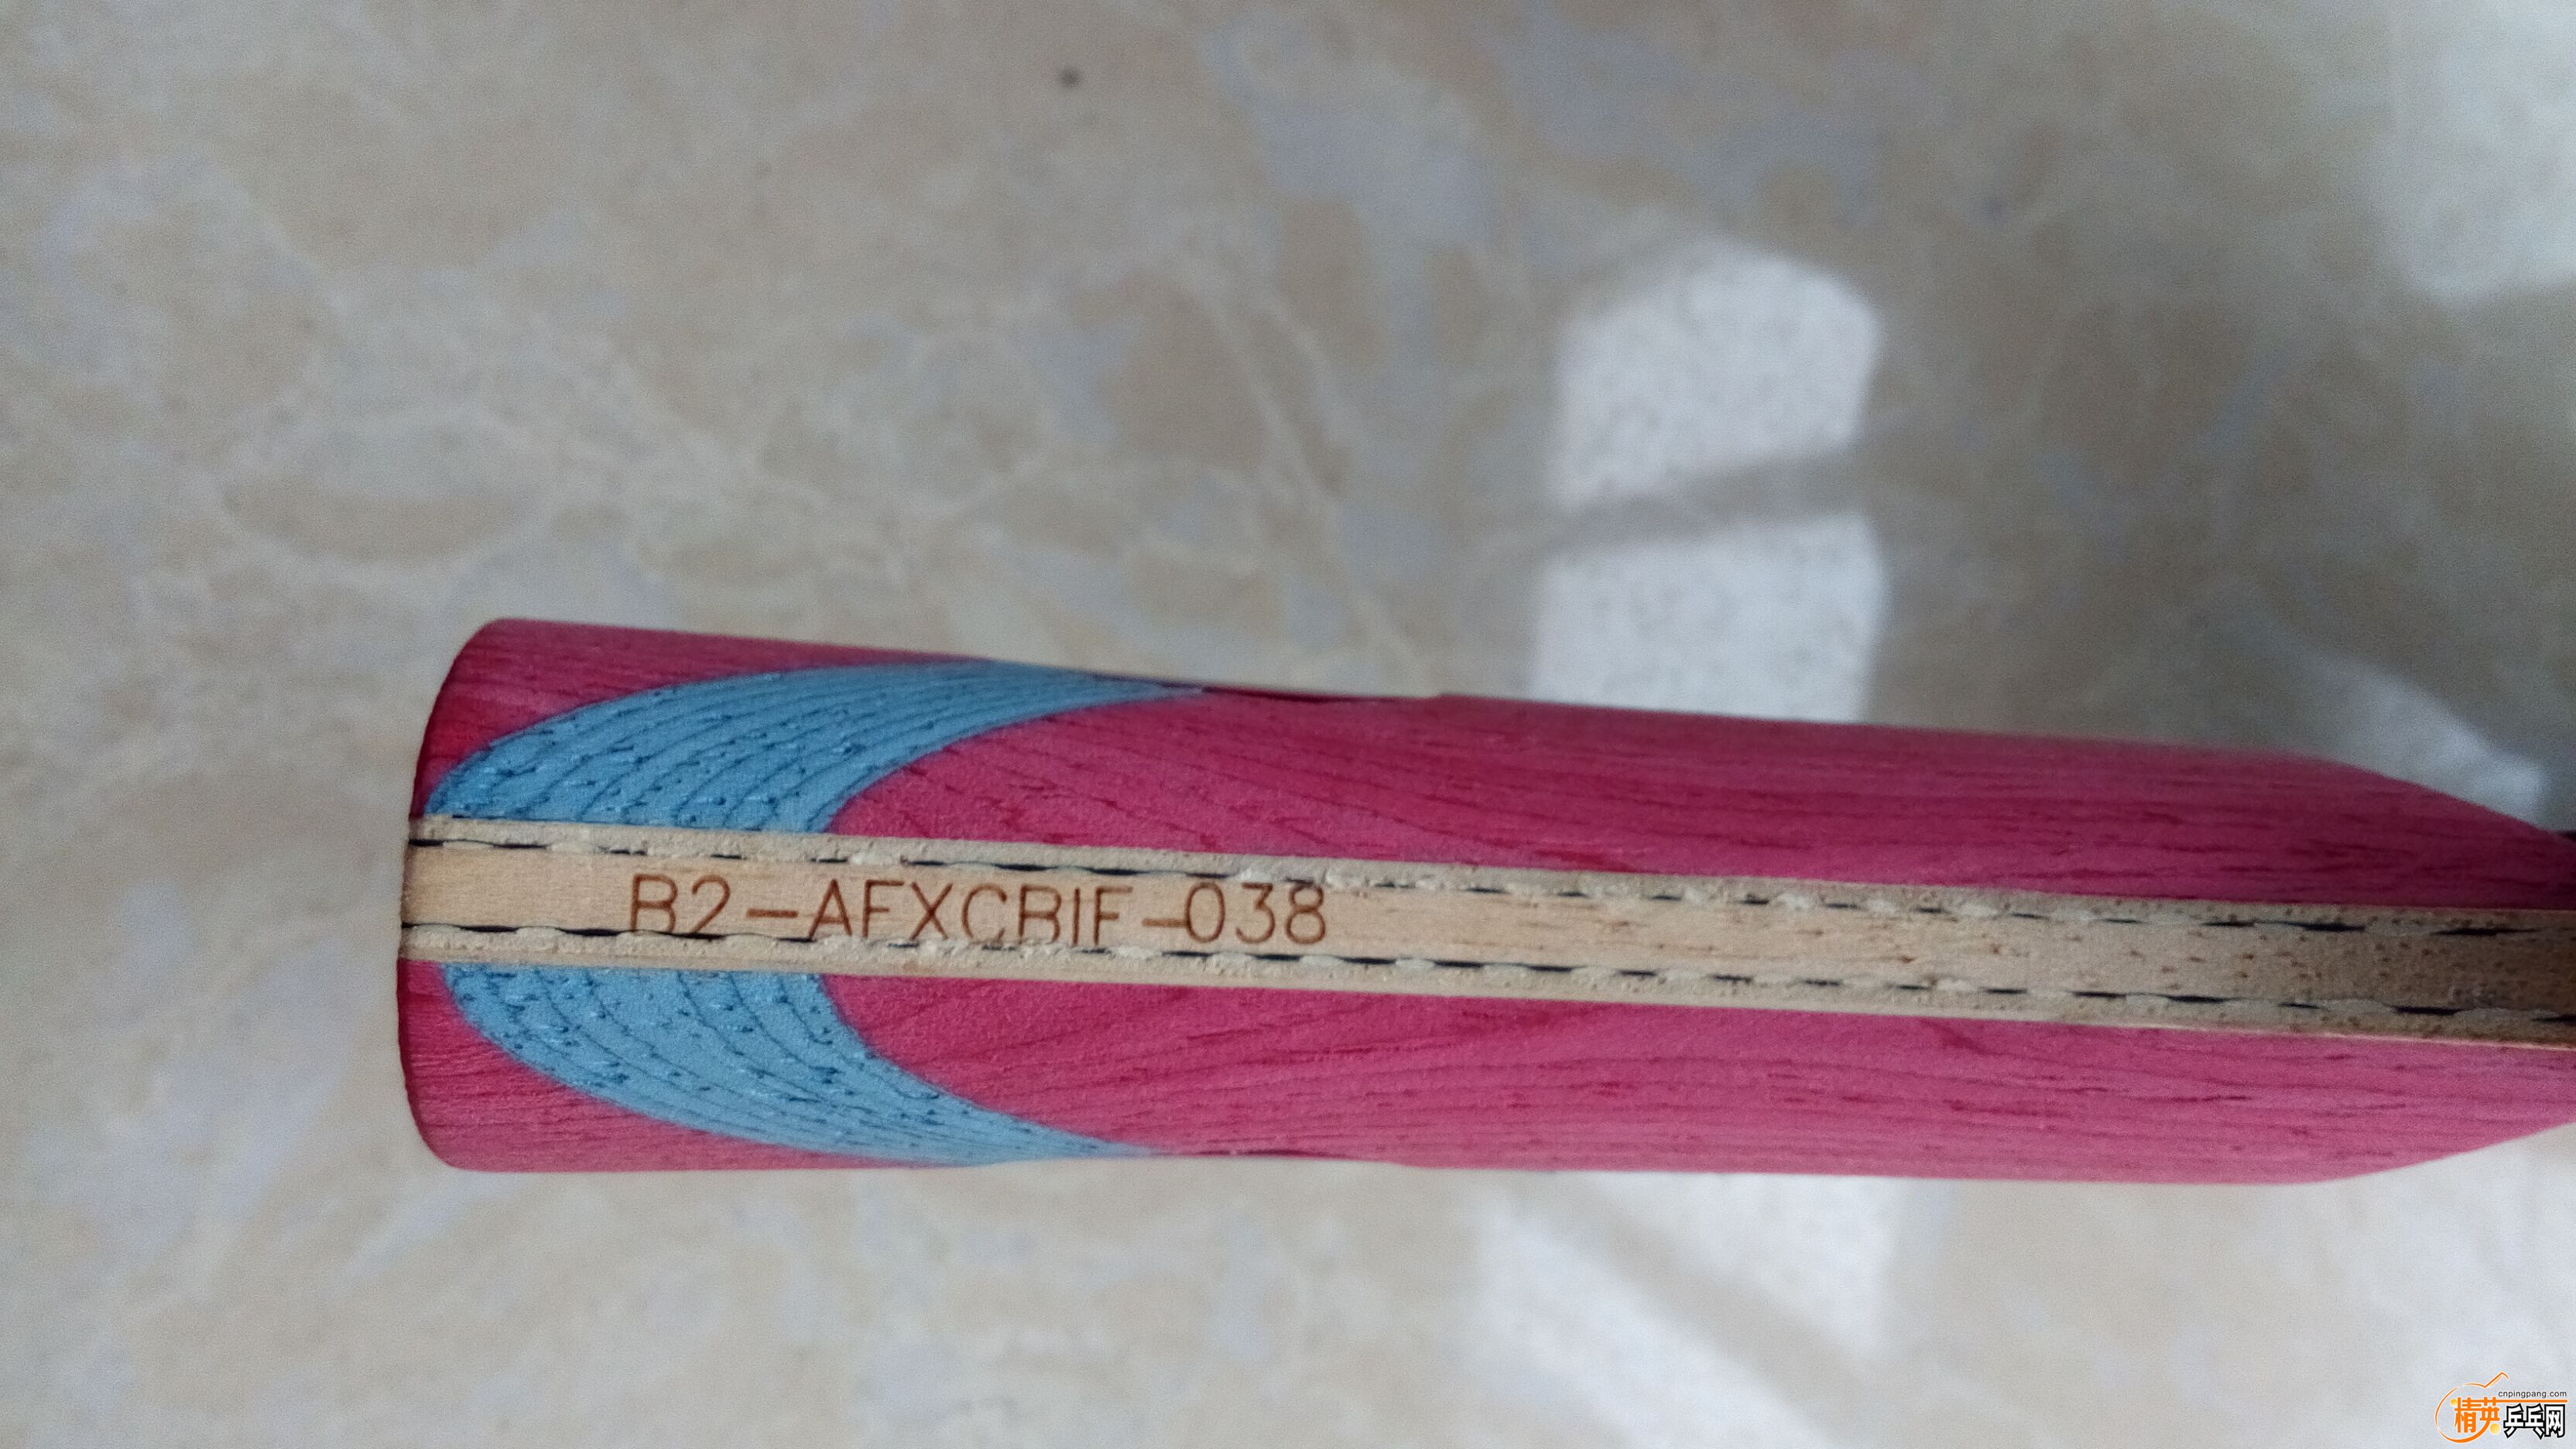 B2-AFXCBIF-038
cnpingpang.com
精英乒乓网